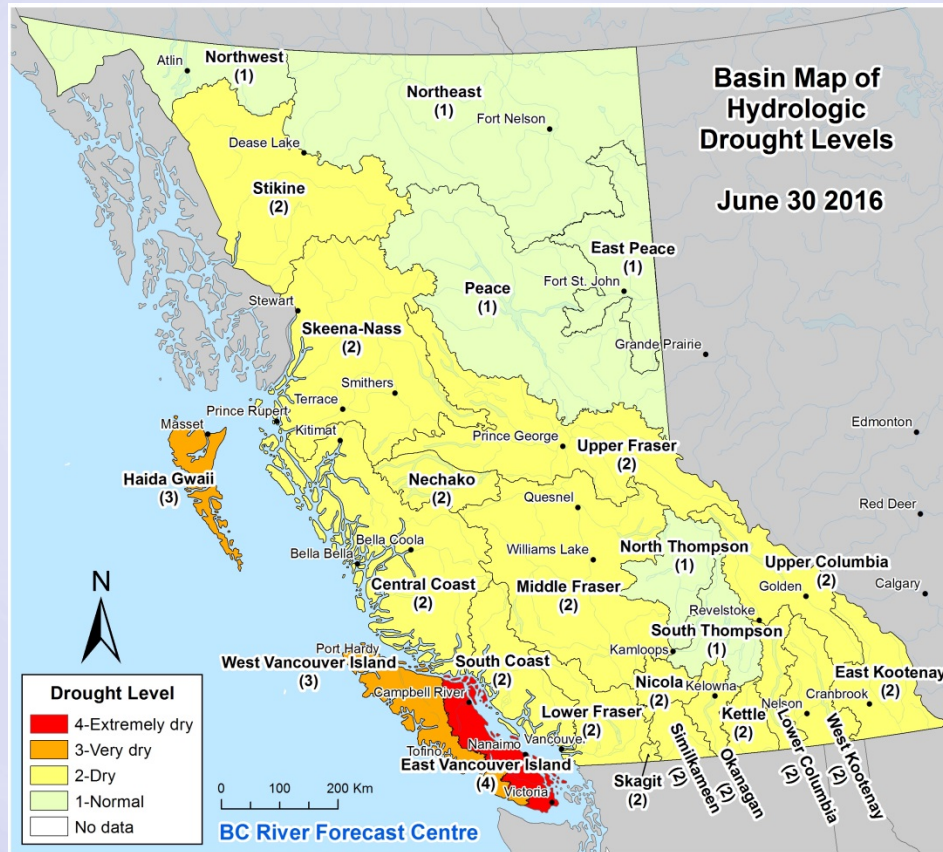 Basin Map of
Hydrologic
Drought Levels
June 30 2016
Atlin
Northwest
(1)
Northeast
(1)
Fort Nelson
Dease Lake
Stikine
(2)
East Peace
(1)
Fort St. John
Peace
(1)
Stewart
Skeena-Nass
(2)
Grande Prairie
Smithers
Terrace
Prince Rupert
Kitimat
Masset
Edmonton
Prince George
Upper Fraser
(2)
Haida Gwaii
(3)
Nechako
(2)
Quesnel
Red Deer
Bella Coola
Bella Bella
Williams Lake
North Thompson
(1)
Upper Columbia
(2)
Golden
Calgary
Central Coast
(2)
Middle Fraser
(2)
Revelstoke
South Thompson
(1)
Kamloops
N
Port Hardy
West Vancouver Island
(3)
South Coast
(2)
Campbell River
Nicola
(2)
Kelowna
East Kootenay
(2)
Cranbrook
Nelson
Kettle
(2)
Lower Fraser
(2)
Vancouve.
Nanaimo
Tofino
East Vancouver Island
(4)
Victoria
Skagit
(2)
Similkameen
(2)
Okanagan
(2)
Lower Columbia
(2)
West Kootenay
(2)
Drought Level
4-Extremely dry
3-Very dry
2-Dry
1-Normal
No data
0 50 100 200 Km
BC River Forecast Centre